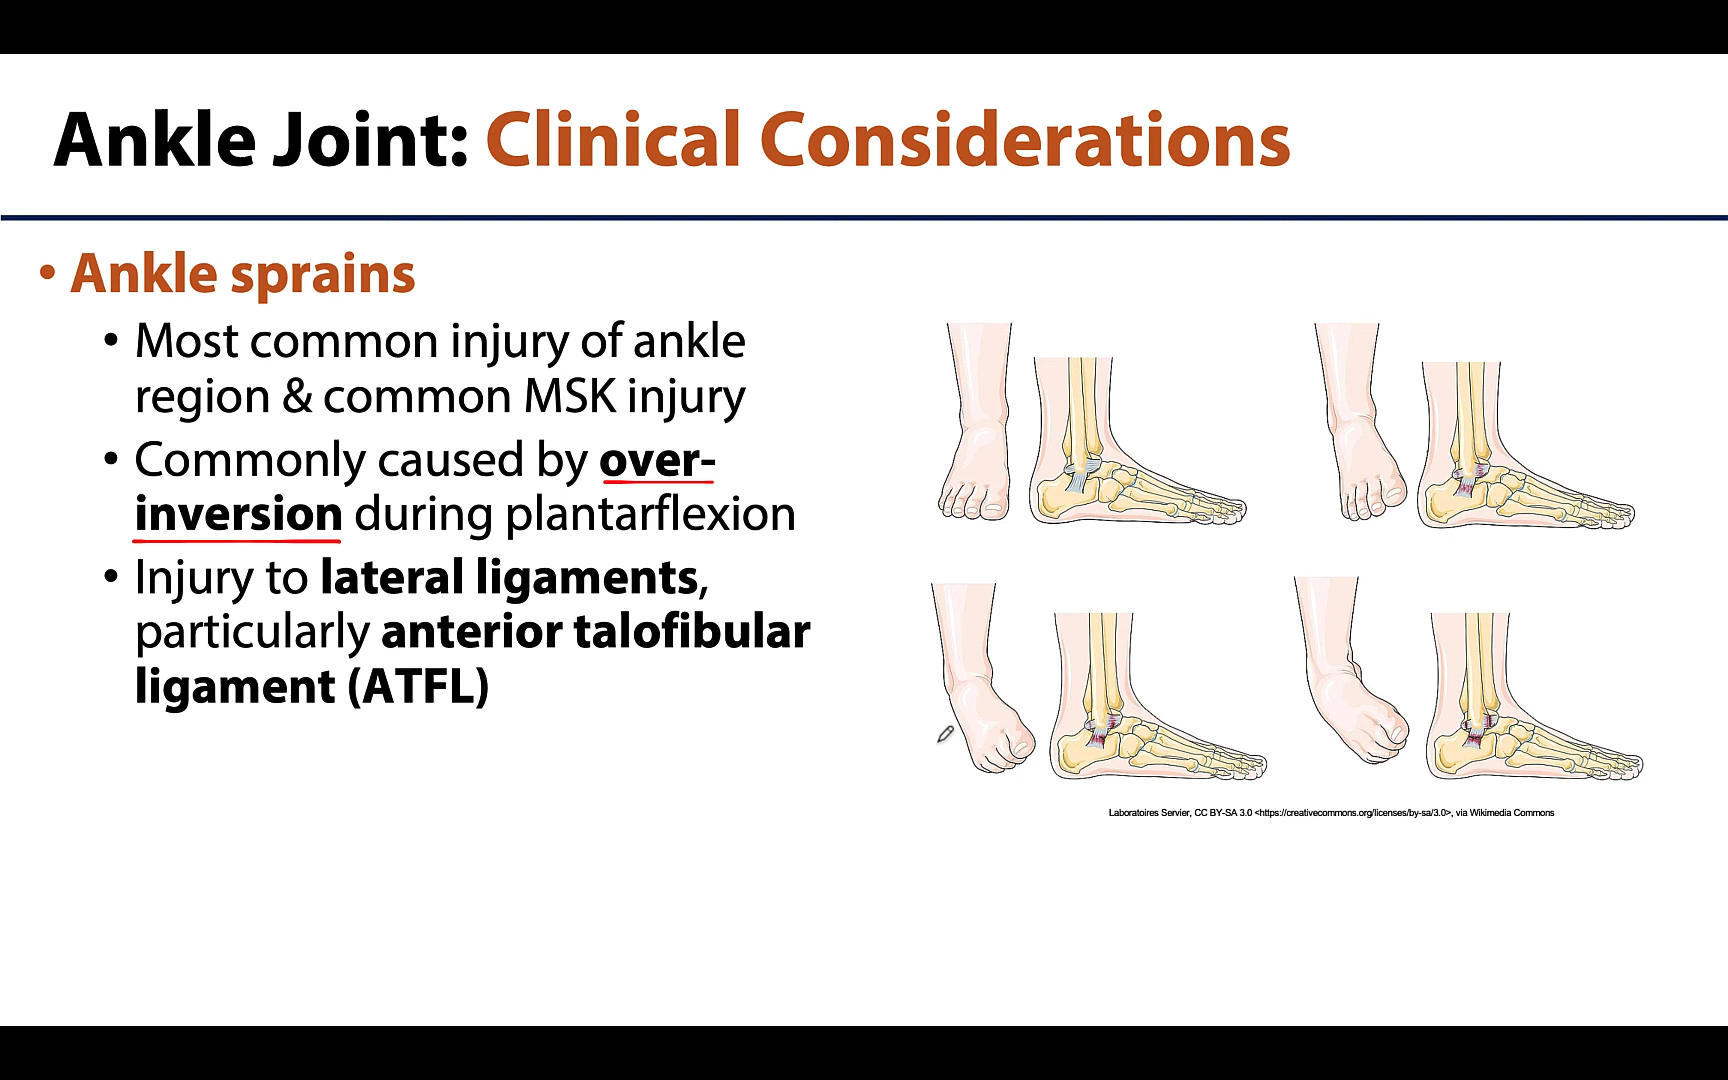 Ankle Joint: Clinical Considerations
• Ankle sprains
• Most common injury of ankle
region & common MSK injury
• Commonly caused by over-
inversion during plantarflexion
• Injury to lateral ligaments,
particularly anterior talofibular
ligament (ATFL)
Laboratoires Servier, CC BY-SA 3.0 <https://creativecommons.org/licenses/by-sa/3.0>, via Wikimedia Commons